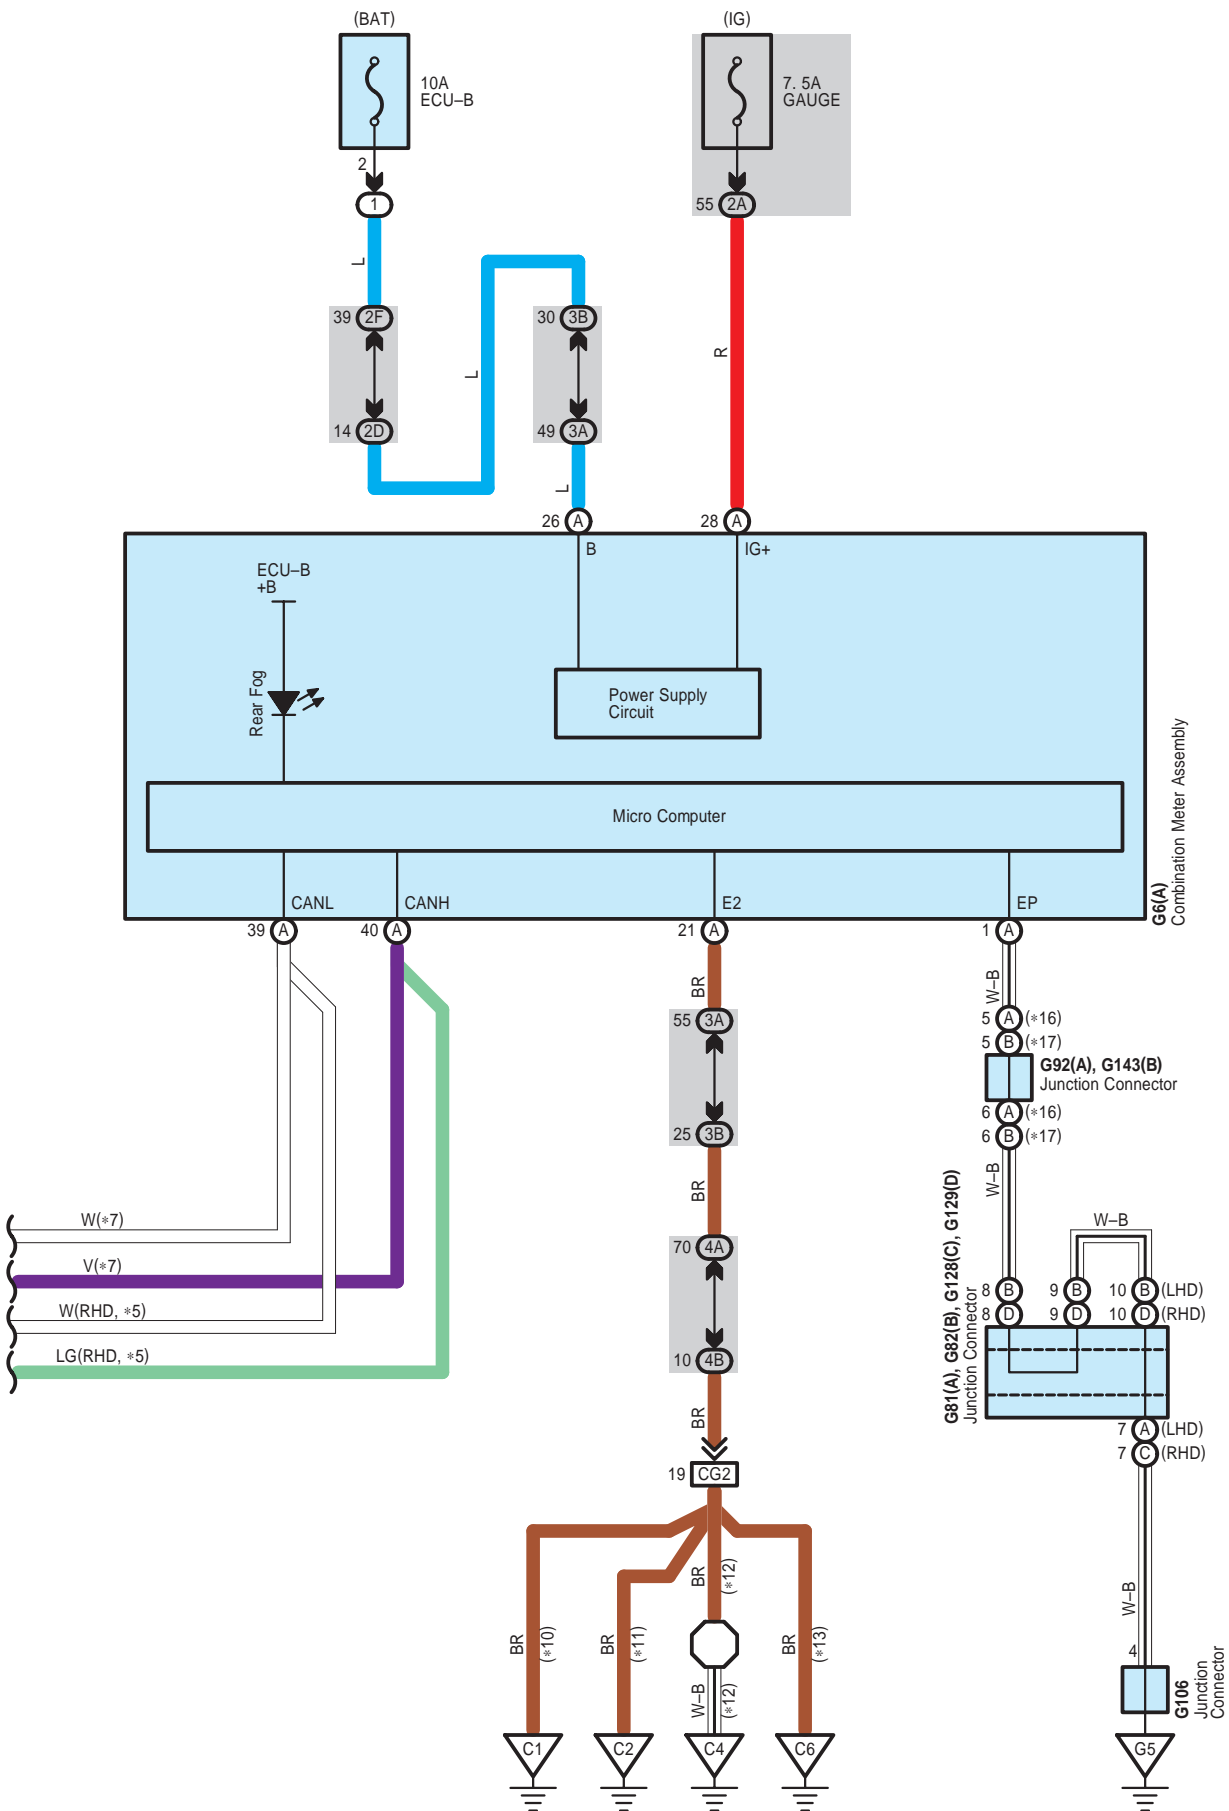 (BAT)
(IG)
10A
ECU–B
7. 5A
GAUGE
2
1
55 2A
L
39 2F
30 3B
L
R
14 2D
49 3A
L
26 A
28 A
B
IG+
ECU–B
+B
Rear Fog
Power Supply
Circuit
Micro Computer
G6(A)
Combination Meter Assembly
CANL
CANH
E2
EP
39 A
40 A
21 A
1 A
BR
W–B
55 3A
5 A (∗16)
5 B (∗17)
G92(A), G143(B)
Junction Connector
6 A (∗16)
6 B (∗17)
25 3B
BR
W–B
W(∗7)
V(∗7)
W(RHD, ∗5)
LG(RHD, ∗5)
70 4A
10 4B
W–B
8 B
9 B
10 B (LHD)
8 D
9 D
10 D (RHD)
G81(A), G82(B), G128(C), G129(D)
Junction Connector
7 A (LHD)
7 C (RHD)
BR
19 CG2
BR
(∗10)
BR
(∗11)
BR
(∗12)
BR
(∗13)
W–B
(∗12)
W–B
4
G106
Junction
Connector
C1
C2
C4
C6
G5